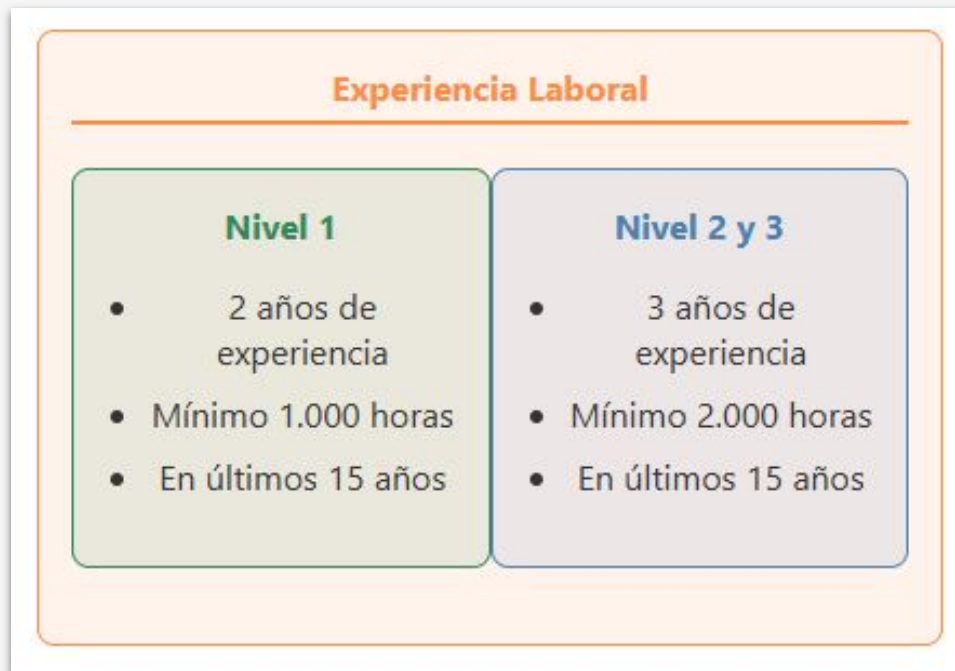 Experiencia Laboral
Nivel 1
• 2 años de
experiencia
• Mínimo 1.000 horas
• En últimos 15 años
Nivel 2 y 3
• 3 años de
experiencia
• Mínimo 2.000 horas
• En últimos 15 años